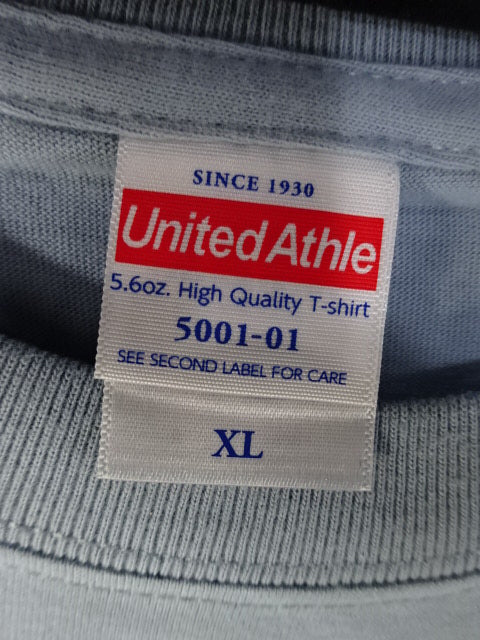 SINCE 1930
United Athle
5.6oz. High Quality T-shirt
5001-01
SEE SECOND LABEL FOR CARE
XL